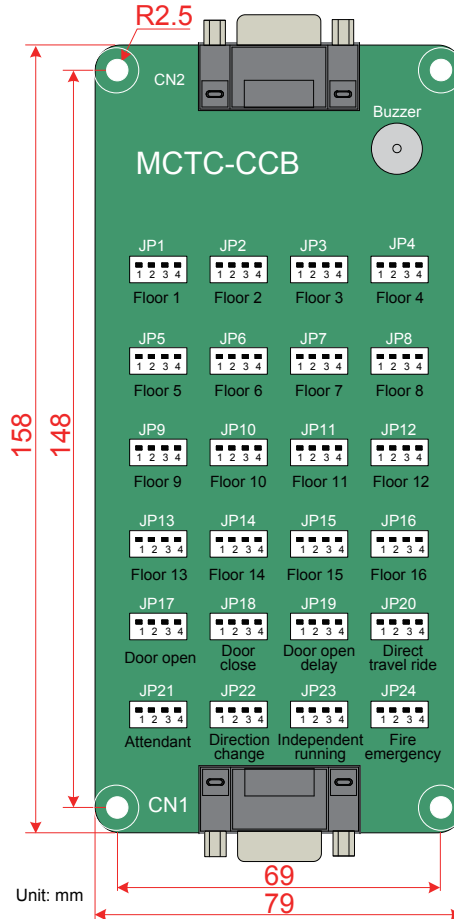 R2.5
CN2
Buzzer
MCTC-CCB
JP1 JP2 JP3 JP4
1 2 3 4 1 2 3 4 1 2 3 4 1 2 3 4
Floor 1 Floor 2 Floor 3 Floor 4
JP5 JP6 JP7 JP8
1 2 3 4 1 2 3 4 1 2 3 4 1 2 3 4
Floor 5 Floor 6 Floor 7 Floor 8
158
148
JP9 JP10 JP11 JP12
1 2 3 4 1 2 3 4 1 2 3 4 1 2 3 4
Floor 9 Floor 10 Floor 11 Floor 12
JP13 JP14 JP15 JP16
1 2 3 4 1 2 3 4 1 2 3 4 1 2 3 4
Floor 13 Floor 14 Floor 15 Floor 16
JP17 JP18 JP19 JP20
1 2 3 4 1 2 3 4 1 2 3 4 1 2 3 4
Door open Door close Door open delay Direct travel ride
JP21 JP22 JP23 JP24
1 2 3 4 1 2 3 4 1 2 3 4 1 2 3 4
Attendant Direction change Independent running Fire emergency
CN1
69
Unit: mm
79